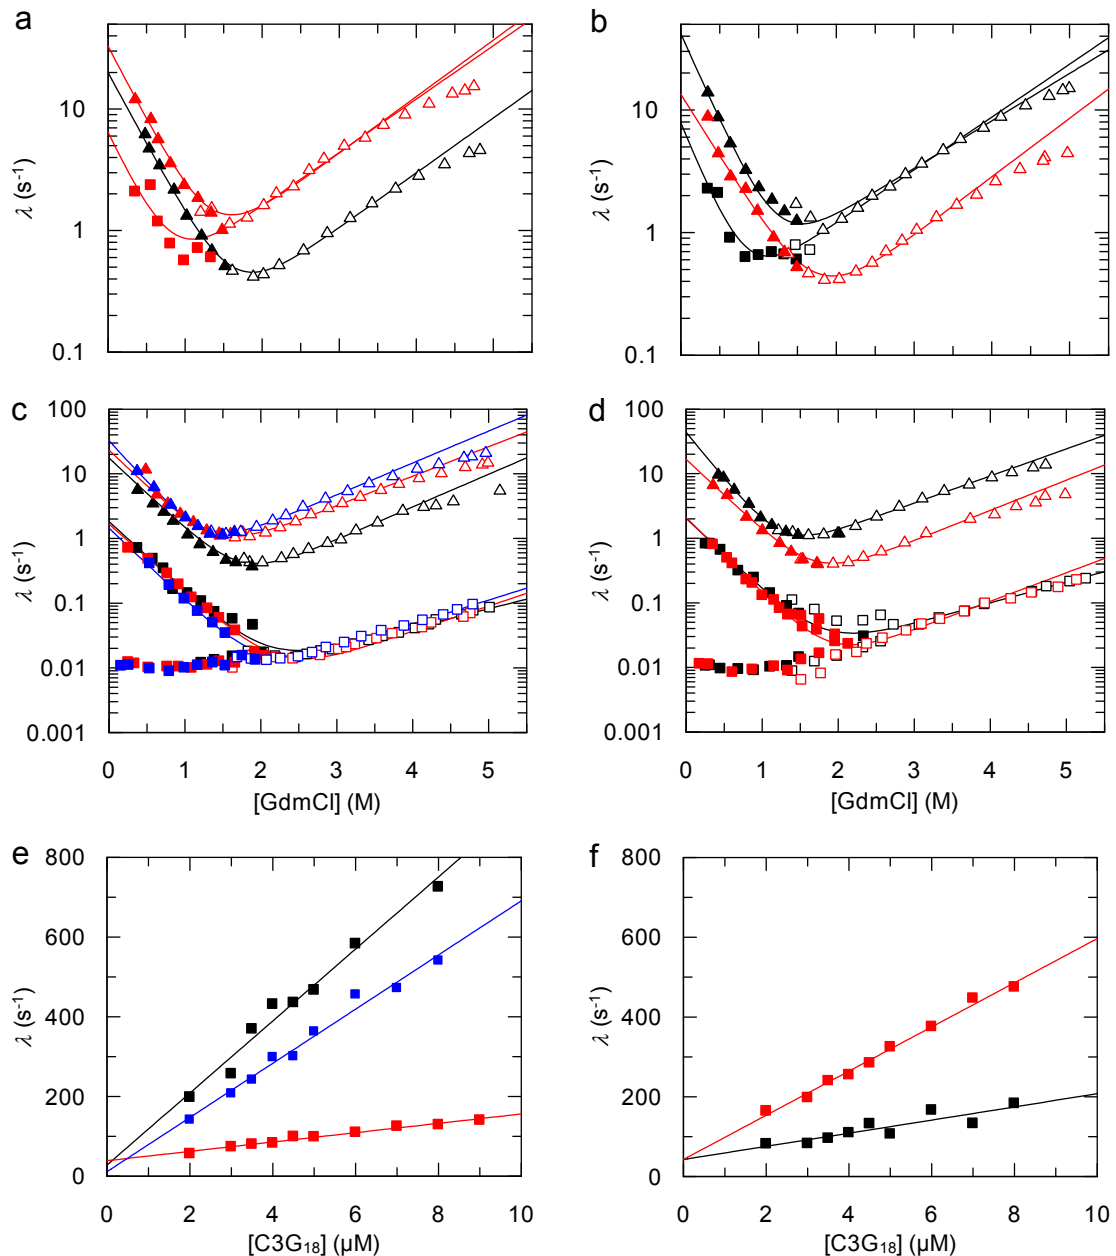 a
10
1
0.1
λ (s⁻¹)
b
10
1
0.1
λ (s⁻¹)
c
100
10
1
0.1
0.01
0.001
λ (s⁻¹)
0 1 2 3 4 5
[GdmCl] (M)
d
100
10
1
0.1
0.01
0.001
λ (s⁻¹)
0 1 2 3 4 5
[GdmCl] (M)
e
800
600
400
200
0
λ (s⁻¹)
0 2 4 6 8 10
[C3G₁₈] (µM)
f
800
600
400
200
0
λ (s⁻¹)
0 2 4 6 8 10
[C3G₁₈] (µM)